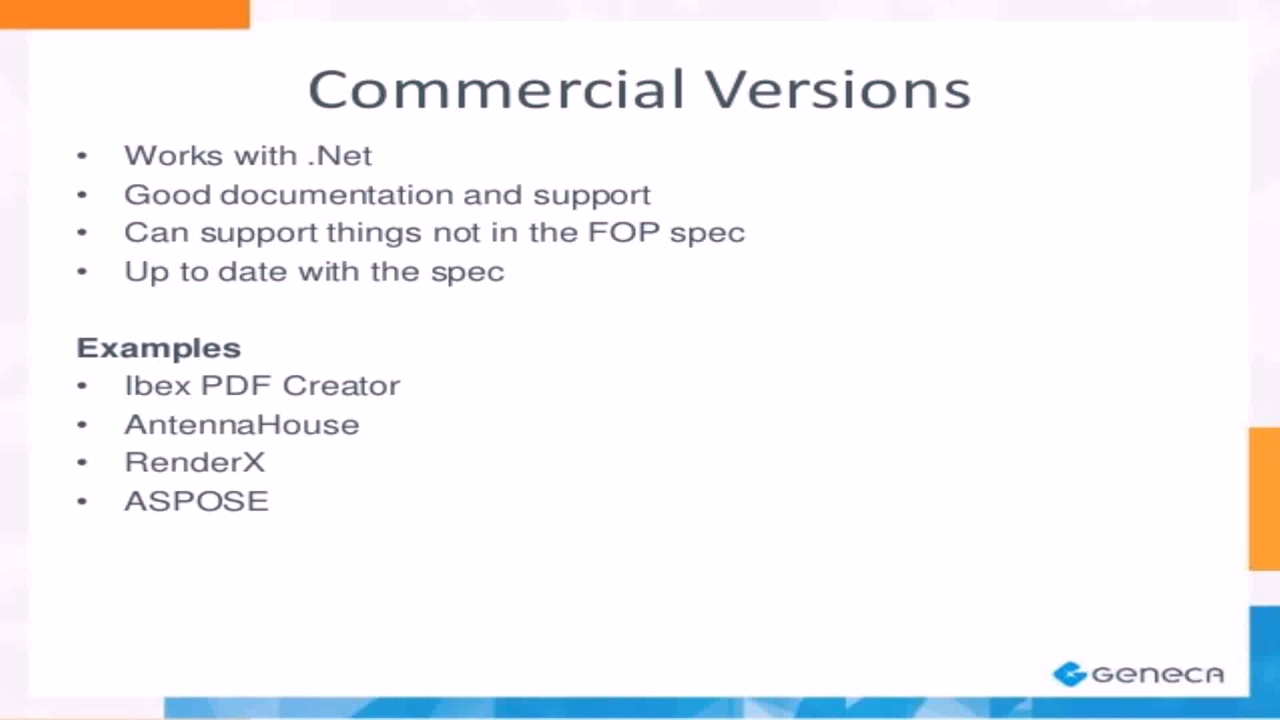 Commercial Versions
• Works with .Net
• Good documentation and support
• Can support things not in the FOP spec
• Up to date with the spec
Examples
• Ibex PDF Creator
• AntennaHouse
• RenderX
• ASPOSE
GENECA